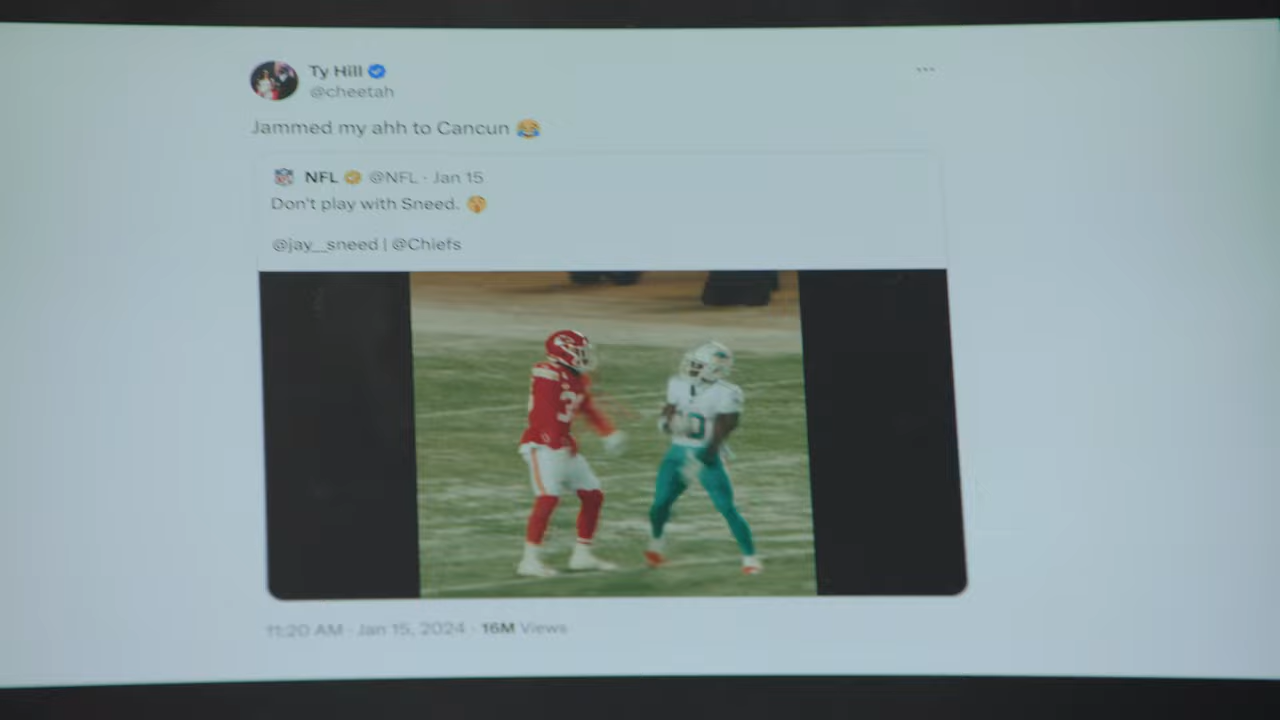 Ty Hill
@cheetah
Jammed my ahh to Cancun 😂
NFL @NFL · Jan 15
Don't play with Sneed. 🫣
@jay__sneed | @Chiefs
11:20 AM · Jan 15, 2024 · 16M Views